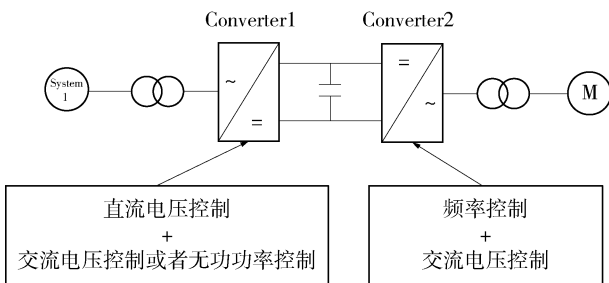 Converter1
Converter2
System
1
~
=
=
~
M
直流电压控制
+
交流电压控制或者无功功率控制
频率控制
+
交流电压控制